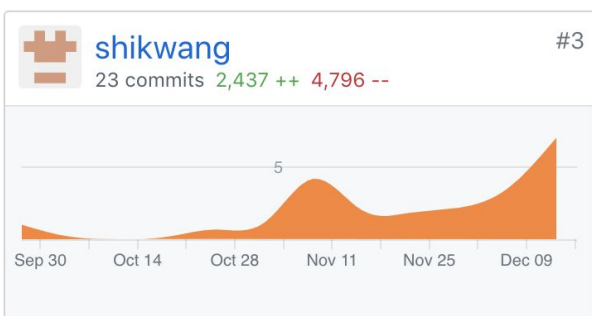 shikwang #3
23 commits 2,437 ++ 4,796 --
5
Sep 30 Oct 14 Oct 28 Nov 11 Nov 25 Dec 09